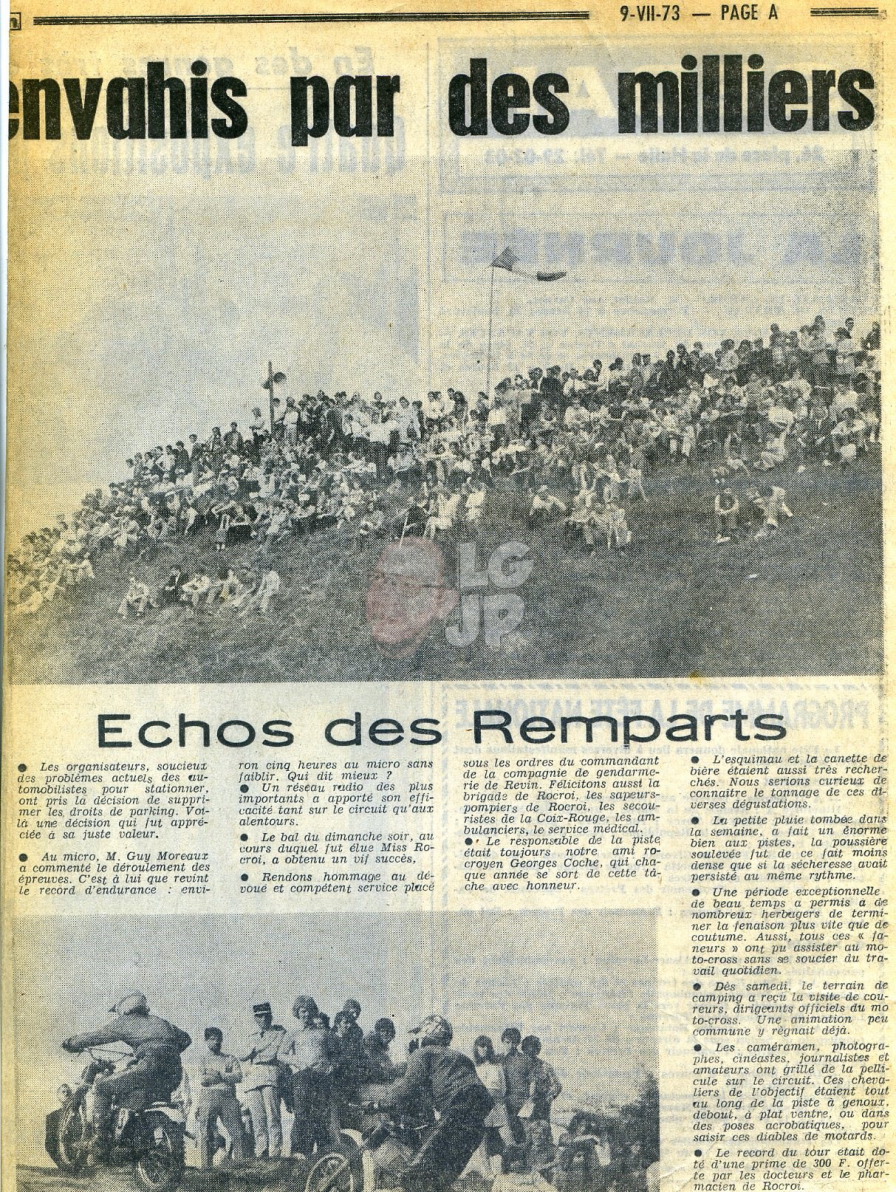 9-VII-73 — PAGE A
envahis par des milliers
LG
JP
Echos des Remparts
● Les organisateurs, soucieux
des problèmes actuels des au-
tomobilistes pour stationner,
ont pris la décision de suppri-
mer les droits de parking. Voi-
là une décision qui fut appré-
ciée à sa juste valeur.
● Au micro, M. Guy Moreaux
a commenté le déroulement des
épreuves. C'est à lui que revint
le record d'endurance : envi-
ron cinq heures au micro sans
faiblir. Qui dit mieux ?
● Un réseau radio des plus
importants a apporté son effi-
cacité tant sur le circuit qu'aux
alentours.
● Le bal du dimanche soir, au
cours duquel fut élue Miss Ro-
croi, a obtenu un vif succès.
● Rendons hommage au dé-
voué et compétent service placé
sous les ordres du commandant
de la compagnie de gendarme-
rie de Revin. Félicitons aussi la
brigade de Rocroi, les sapeurs-
pompiers de Rocroi, les secou-
ristes de la Coix-Rouge, les am-
bulanciers, le service médical.
● Le responsable de la piste
était toujours notre ami ro-
croyen Georges Coche, qui cha-
que année se sort de cette tâ-
che avec honneur.
● L'esquimau et la canette de
bière étaient aussi très recher-
chés. Nous serions curieux de
connaître le tonnage de ces di-
verses dégustations.
● La petite pluie tombée dans
la semaine, a fait un énorme
bien aux pistes, la poussière
soulevée fut de ce fait moins
dense que si la sécheresse avait
persisté au même rythme.
● Une période exceptionnelle
de beau temps a permis à de
nombreux herbagers de termi-
ner la fenaison plus vite que de
coutume. Aussi, tous ces « fa-
neurs » ont pu assister au mo-
to-cross sans se soucier du tra-
vail quotidien.
● Dès samedi, le terrain de
camping a reçu la visite de cou-
reurs, dirigeants officiels du mo
to-cross. Une animation peu
commune y règnait déjà.
● Les caméramen, photogra-
phes, cinéastes, journalistes et
amateurs ont grillé de la pelli-
cule sur le circuit. Ces cheva-
liers de l'objectif étaient tout
au long de la piste à genoux,
debout, à plat ventre, ou dans
des poses acrobatiques, pour
saisir ces diables de motards.
● Le record du tour était do-
té d'une prime de 300 F. offer-
te par les docteurs et le phar-
macien de Rocroi.